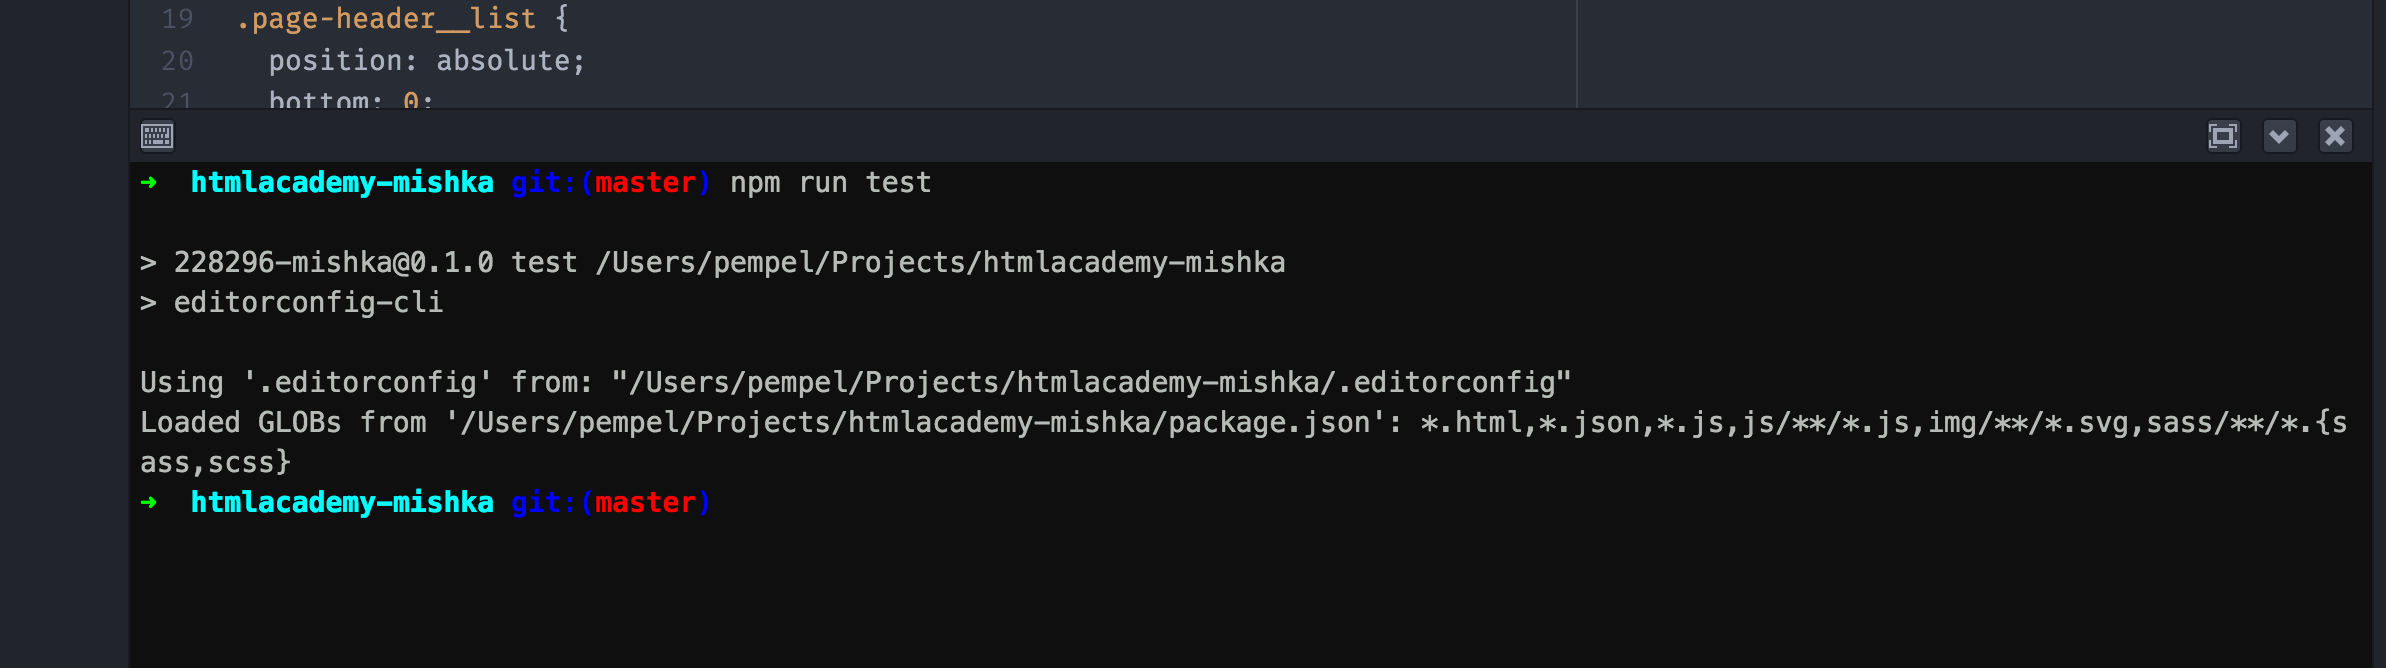 19 .page-header__list {
20 position: absolute;
21 bottom: 0;
➜ htmlacademy-mishka git:(master) npm run test
> 228296-mishka@0.1.0 test /Users/pempel/Projects/htmlacademy-mishka
> editorconfig-cli
Using '.editorconfig' from: "/Users/pempel/Projects/htmlacademy-mishka/.editorconfig"
Loaded GLOBs from '/Users/pempel/Projects/htmlacademy-mishka/package.json': *.html,*.json,*.js,js/**/*.js,img/**/*.svg,sass/**/*.{s
ass,scss}
➜ htmlacademy-mishka git:(master)